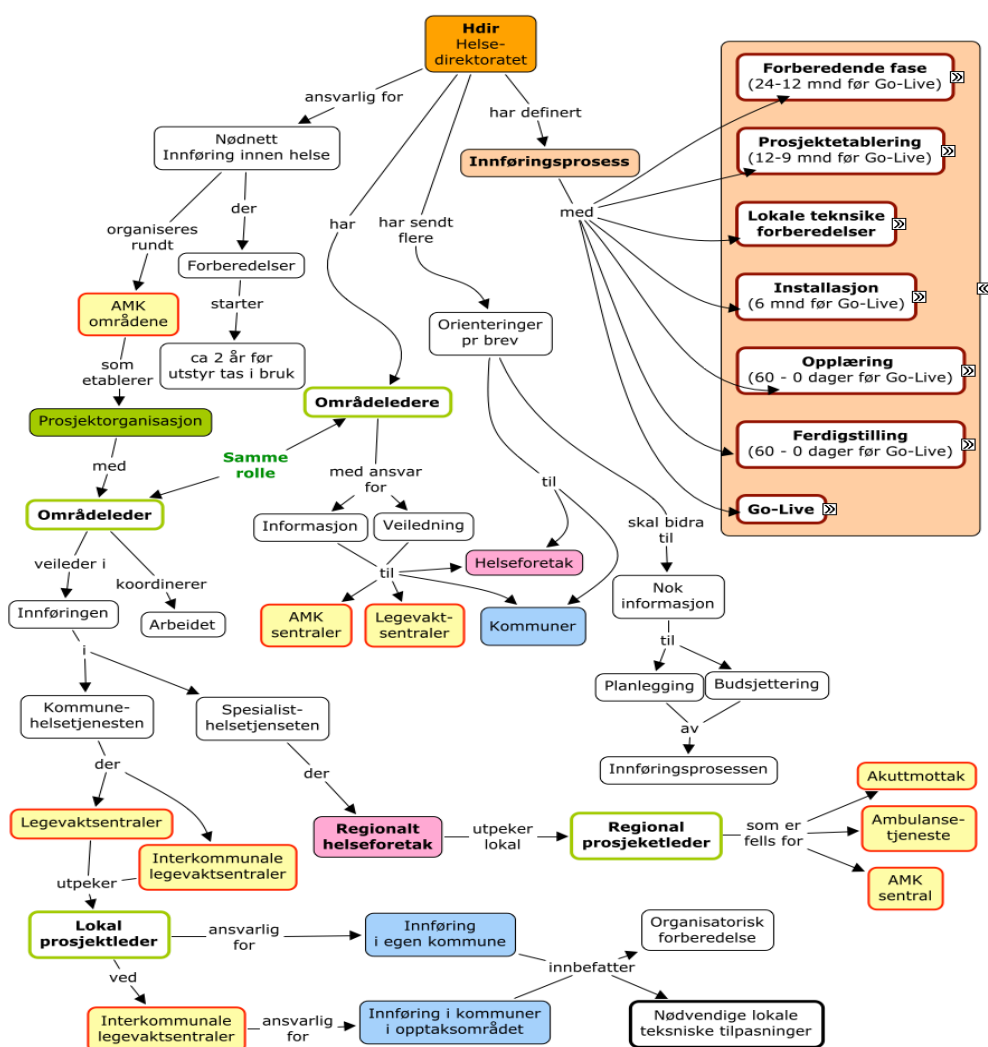 Hdir
Helse-
direktoratet
ansvarlig for
har definert
Nødnett
Innføring innen helse
Innføringsprosess
Forberedende fase
(24-12 mnd før Go-Live)
Prosjektetablering
(12-9 mnd før Go-Live)
Lokale teknsike
forberedelser
Installasjon
(6 mnd før Go-Live)
Opplæring
(60 - 0 dager før Go-Live)
Ferdigstilling
(60 - 0 dager før Go-Live)
Go-Live
med
har
har sendt
flere
organiseres
rundt
der
Forberedelser
AMK
områdene
starter
ca 2 år før
utstyr tas i bruk
Orienteringer
pr brev
som
etablerer
Prosjektorganisasjon
Områdeledere
Samme
rolle
med
Områdeleder
med ansvar
for
Informasjon
Veiledning
til
til
skal bidra
til
Helseforetak
AMK
sentraler
Legevakt-
sentraler
Kommuner
Nok
informasjon
til
Planlegging
Budsjettering
av
Innføringsprosessen
veileder i
koordinerer
Innføringen
Arbeidet
i
Kommune-
helsetjenesten
Spesialist-
helsetjenseten
der
der
Legevaktsentraler
Interkommunale
legevaktsentraler
Regionalt
helseforetak
utpeker
lokal
Regional
prosjeketleder
som er
fells for
Akuttmottak
Ambulanse-
tjeneste
AMK
sentral
utpeker
Lokal
prosjektleder
ansvarlig
for
Innføring
i egen kommune
Organisatorisk
forberedelse
innbefatter
ved
Interkommunale
legevaktsentraler
ansvarlig
for
Innføring i kommuner
i opptaksområdet
Nødvendige lokale
teksniske tilpasninger